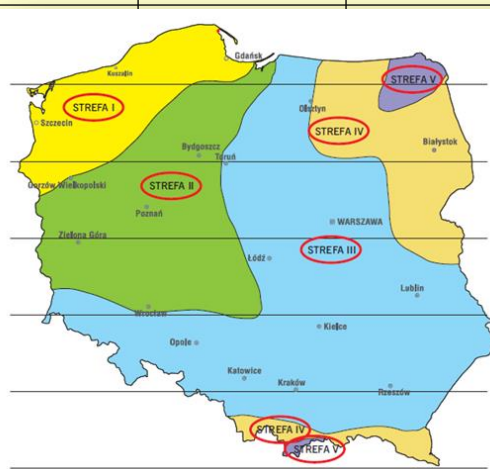 Gdańsk
Koszalin
STREFA V
STREFA I
Olsztyn
Szczecin
STREFA IV
Białystok
Bydgoszcz
Toruń
Gorzów Wielkopolski
STREFA II
Poznań
WARSZAWA
Zielona Góra
STREFA III
Łódź
Lublin
Wrocław
Kielce
Opole
Katowice
Kraków
Rzeszów
STREFA IV
STREFA V